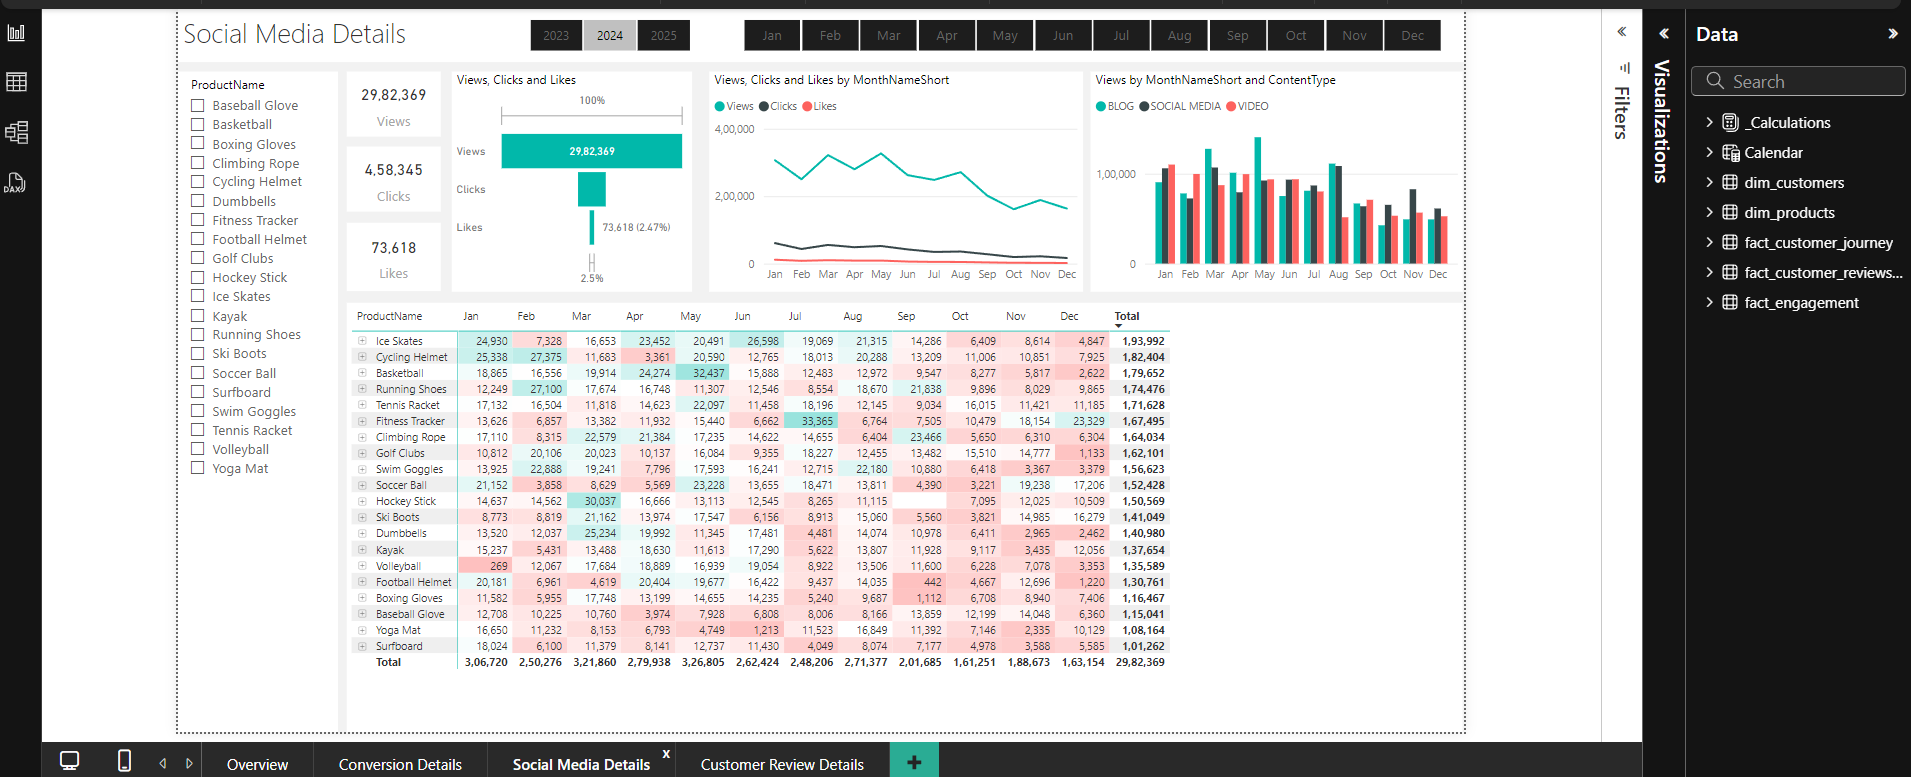 Social Media Details
2023 2024 2025
Jan Feb Mar Apr May Jun Jul Aug Sep Oct Nov Dec
ProductName
Baseball Glove
Basketball
Boxing Gloves
Climbing Rope
Cycling Helmet
Dumbbells
Fitness Tracker
Football Helmet
Golf Clubs
Hockey Stick
Ice Skates
Kayak
Running Shoes
Ski Boots
Soccer Ball
Surfboard
Swim Goggles
Tennis Racket
Volleyball
Yoga Mat
29,82,369
Views
4,58,345
Clicks
73,618
Likes
Views, Clicks and Likes
100%
Views 29,82,369
Clicks
Likes 73,618 (2.47%)
2.5%
Views, Clicks and Likes by MonthNameShort
Views Clicks Likes
4,00,000
2,00,000
0
Jan Feb Mar Apr May Jun Jul Aug Sep Oct Nov Dec
Views by MonthNameShort and ContentType
BLOG SOCIAL MEDIA VIDEO
1,00,000
0
Jan Feb Mar Apr May Jun Jul Aug Sep Oct Nov Dec
ProductName Jan Feb Mar Apr May Jun Jul Aug Sep Oct Nov Dec Total
Ice Skates 24,930 7,328 16,653 23,452 20,491 26,598 19,069 21,315 14,286 6,409 8,614 4,847 1,93,992
Cycling Helmet 25,338 27,375 11,683 3,361 20,590 12,765 18,013 20,288 13,209 11,006 10,851 7,925 1,82,404
Basketball 18,865 16,556 19,914 24,274 32,437 15,888 12,483 12,972 9,547 8,277 5,817 2,622 1,79,652
Running Shoes 12,249 27,100 17,674 16,748 11,307 12,546 8,554 18,670 21,838 9,896 8,029 9,865 1,74,476
Tennis Racket 17,132 16,504 11,818 14,623 22,097 11,458 18,196 12,145 9,034 16,015 11,421 11,185 1,71,628
Fitness Tracker 13,626 6,857 13,382 11,932 15,440 6,662 33,365 6,764 7,505 10,479 18,154 23,329 1,67,495
Climbing Rope 17,110 8,315 22,579 21,384 17,235 14,622 14,655 6,404 23,466 5,650 6,310 6,304 1,64,034
Golf Clubs 10,812 20,106 20,023 10,137 16,084 9,355 18,227 12,455 13,482 15,510 14,777 1,133 1,62,101
Swim Goggles 13,925 22,888 19,241 7,796 17,593 16,241 12,715 22,180 10,880 6,418 3,367 3,379 1,56,623
Soccer Ball 21,152 3,858 8,629 5,569 23,228 13,655 18,471 13,811 4,390 3,221 19,238 17,206 1,52,428
Hockey Stick 14,637 14,562 30,037 16,666 13,113 12,545 8,265 11,115 7,095 12,025 10,509 1,50,569
Ski Boots 8,773 8,819 21,162 13,974 17,547 6,156 8,913 15,060 5,560 3,821 14,985 16,279 1,41,049
Dumbbells 13,520 12,037 25,234 19,992 11,345 17,481 4,481 14,074 10,978 6,411 2,965 2,462 1,40,980
Kayak 15,237 5,431 13,488 18,630 11,613 17,290 5,622 13,807 11,928 9,117 3,435 12,056 1,37,654
Volleyball 269 12,067 17,684 18,889 16,939 19,054 8,922 13,506 11,600 6,228 7,078 3,353 1,35,589
Football Helmet 20,181 6,961 4,619 20,404 19,677 16,422 9,437 14,035 442 4,667 12,696 1,220 1,30,761
Boxing Gloves 11,582 5,955 17,748 13,199 14,655 14,235 5,240 9,687 1,112 6,708 8,940 7,406 1,16,467
Baseball Glove 12,708 10,225 10,760 3,974 7,928 6,808 8,006 8,166 13,859 12,199 14,048 6,360 1,15,041
Yoga Mat 16,650 11,232 8,153 6,793 4,749 1,213 11,523 16,849 11,392 7,146 2,335 10,129 1,08,164
Surfboard 18,024 6,100 11,379 8,141 12,737 11,430 4,049 8,074 7,177 4,978 3,588 5,585 1,01,262
Total 3,06,720 2,50,276 3,21,860 2,79,938 3,26,805 2,62,424 2,48,206 2,71,377 2,01,685 1,61,251 1,88,673 1,63,154 29,82,369
Filters
Visualizations
Data
Search
_Calculations
Calendar
dim_customers
dim_products
fact_customer_journey
fact_customer_reviews...
fact_engagement
DAX
Overview Conversion Details Social Media Details x Customer Review Details +